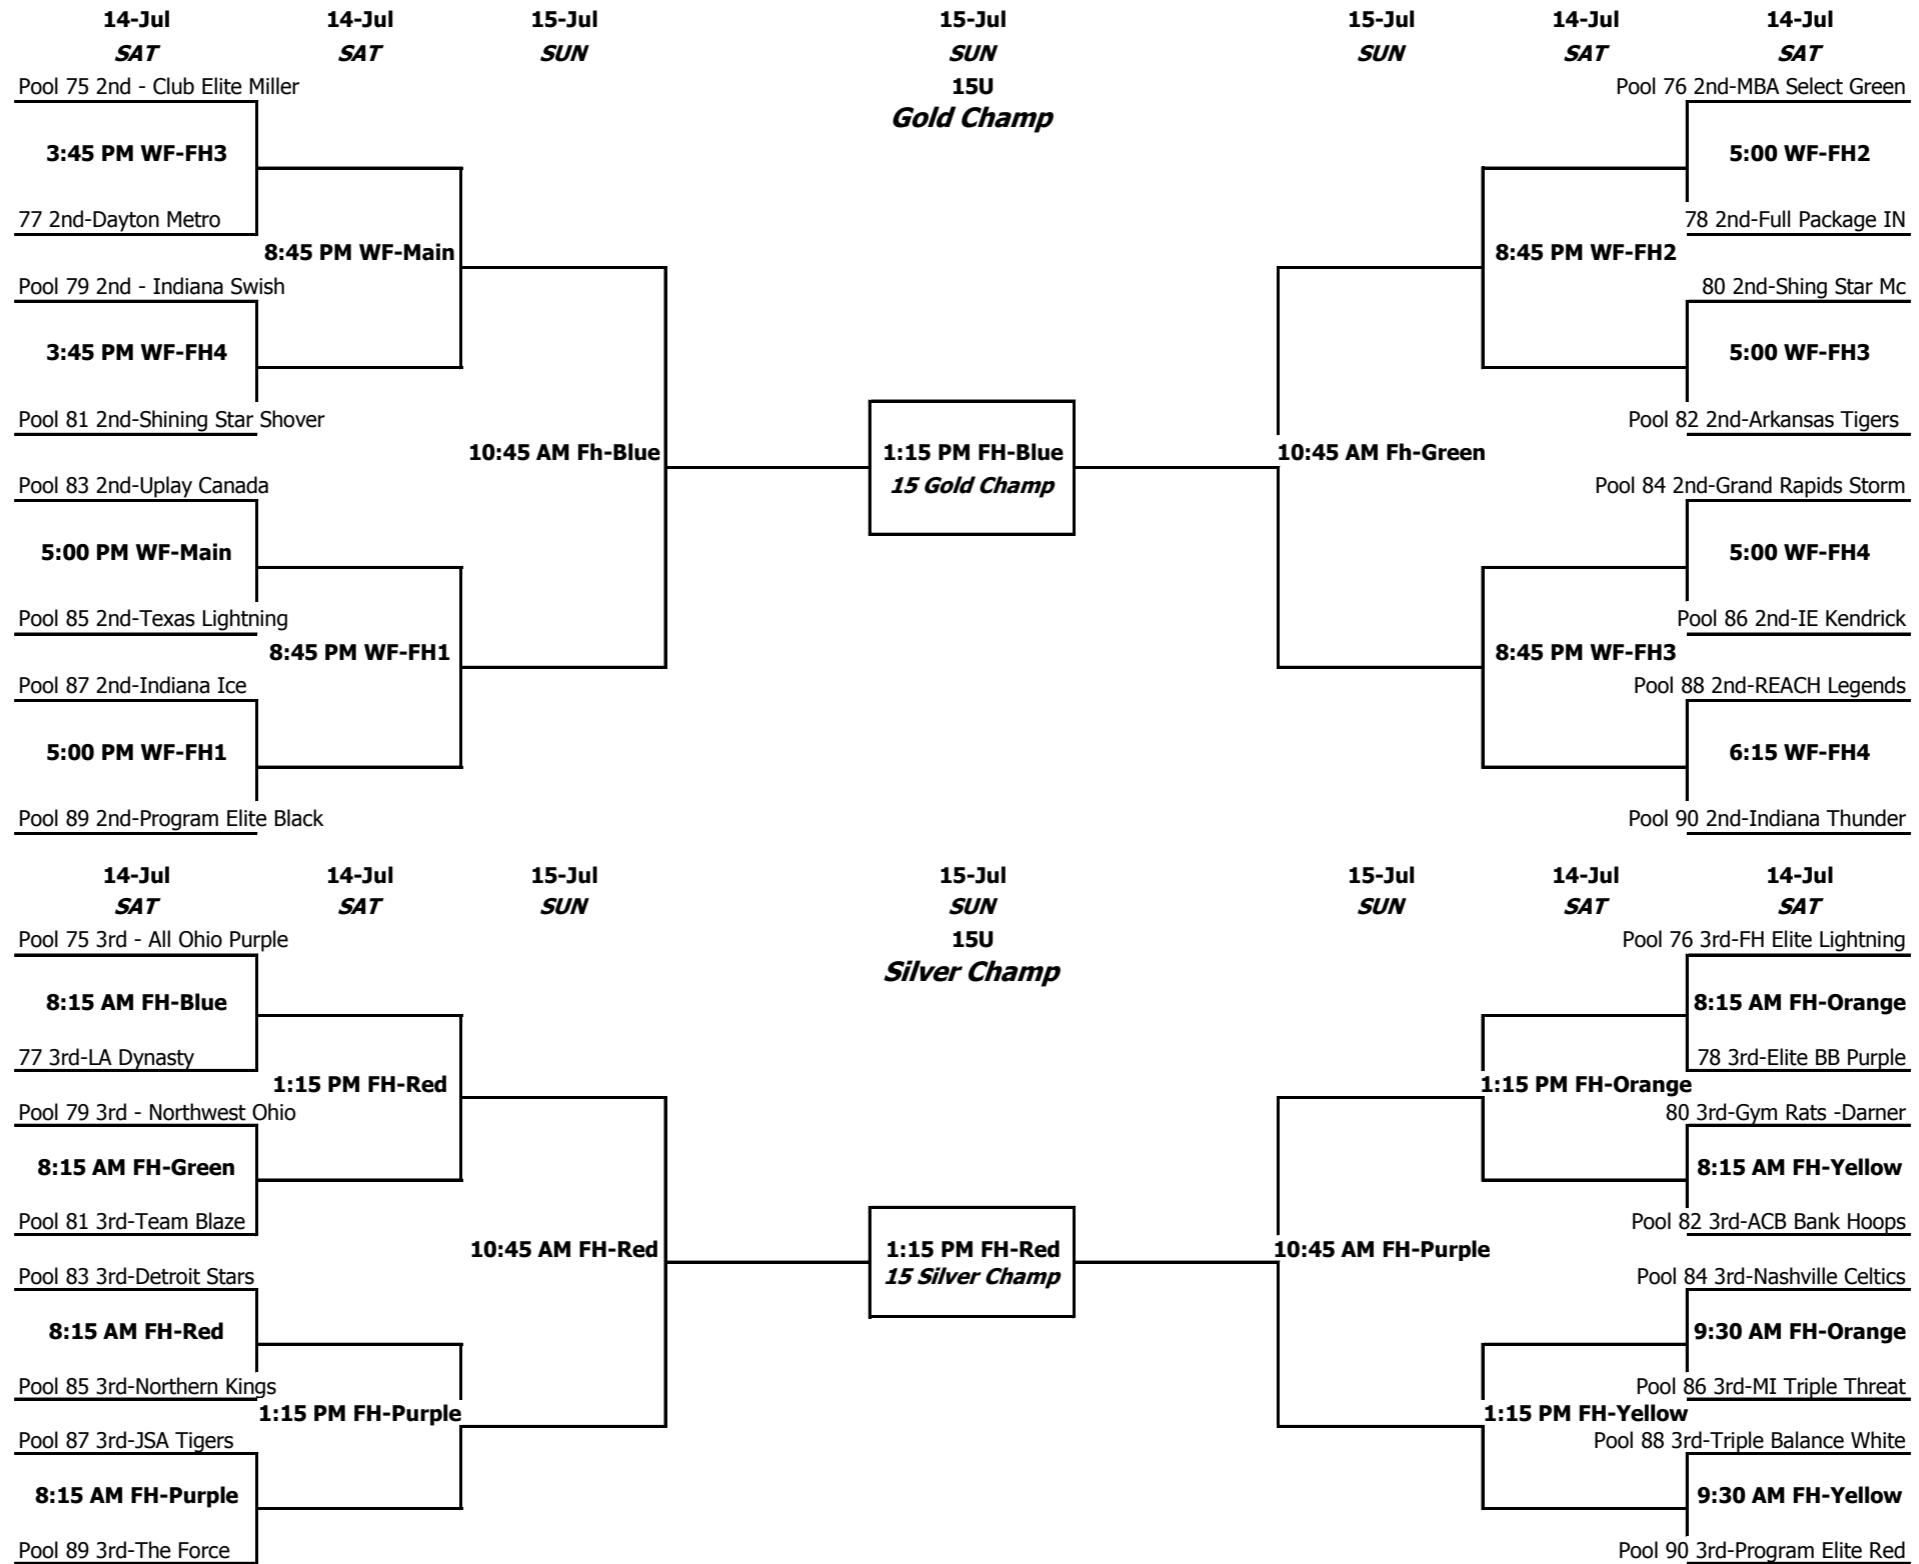 14-Jul 14-Jul 15-Jul 15-Jul 15-Jul 14-Jul 14-Jul
SAT SAT SUN SUN SUN SAT SAT
Pool 75 2nd - Club Elite Miller 15U Pool 76 2nd-MBA Select Green
Gold Champ
3:45 PM WF-FH3 5:00 WF-FH2
77 2nd-Dayton Metro 78 2nd-Full Package IN
8:45 PM WF-Main 8:45 PM WF-FH2
Pool 79 2nd - Indiana Swish 80 2nd-Shing Star Mc
3:45 PM WF-FH4 5:00 WF-FH3
Pool 81 2nd-Shining Star Shover Pool 82 2nd-Arkansas Tigers
10:45 AM Fh-Blue 1:15 PM FH-Blue 10:45 AM Fh-Green
Pool 83 2nd-Uplay Canada 15 Gold Champ Pool 84 2nd-Grand Rapids Storm
5:00 PM WF-Main 5:00 WF-FH4
Pool 85 2nd-Texas Lightning Pool 86 2nd-IE Kendrick
8:45 PM WF-FH1 8:45 PM WF-FH3
Pool 87 2nd-Indiana Ice Pool 88 2nd-REACH Legends
5:00 PM WF-FH1 6:15 WF-FH4
Pool 89 2nd-Program Elite Black Pool 90 2nd-Indiana Thunder
14-Jul 14-Jul 15-Jul 15-Jul 15-Jul 14-Jul 14-Jul
SAT SAT SUN SUN SUN SAT SAT
Pool 75 3rd - All Ohio Purple 15U Pool 76 3rd-FH Elite Lightning
Silver Champ
8:15 AM FH-Blue 8:15 AM FH-Orange
77 3rd-LA Dynasty 78 3rd-Elite BB Purple
1:15 PM FH-Red 1:15 PM FH-Orange
Pool 79 3rd - Northwest Ohio 80 3rd-Gym Rats -Darner
8:15 AM FH-Green 8:15 AM FH-Yellow
Pool 81 3rd-Team Blaze Pool 82 3rd-ACB Bank Hoops
10:45 AM FH-Red 1:15 PM FH-Red 10:45 AM FH-Purple
Pool 83 3rd-Detroit Stars 15 Silver Champ Pool 84 3rd-Nashville Celtics
8:15 AM FH-Red 9:30 AM FH-Orange
Pool 85 3rd-Northern Kings Pool 86 3rd-MI Triple Threat
1:15 PM FH-Purple 1:15 PM FH-Yellow
Pool 87 3rd-JSA Tigers Pool 88 3rd-Triple Balance White
8:15 AM FH-Purple 9:30 AM FH-Yellow
Pool 89 3rd-The Force Pool 90 3rd-Program Elite Red